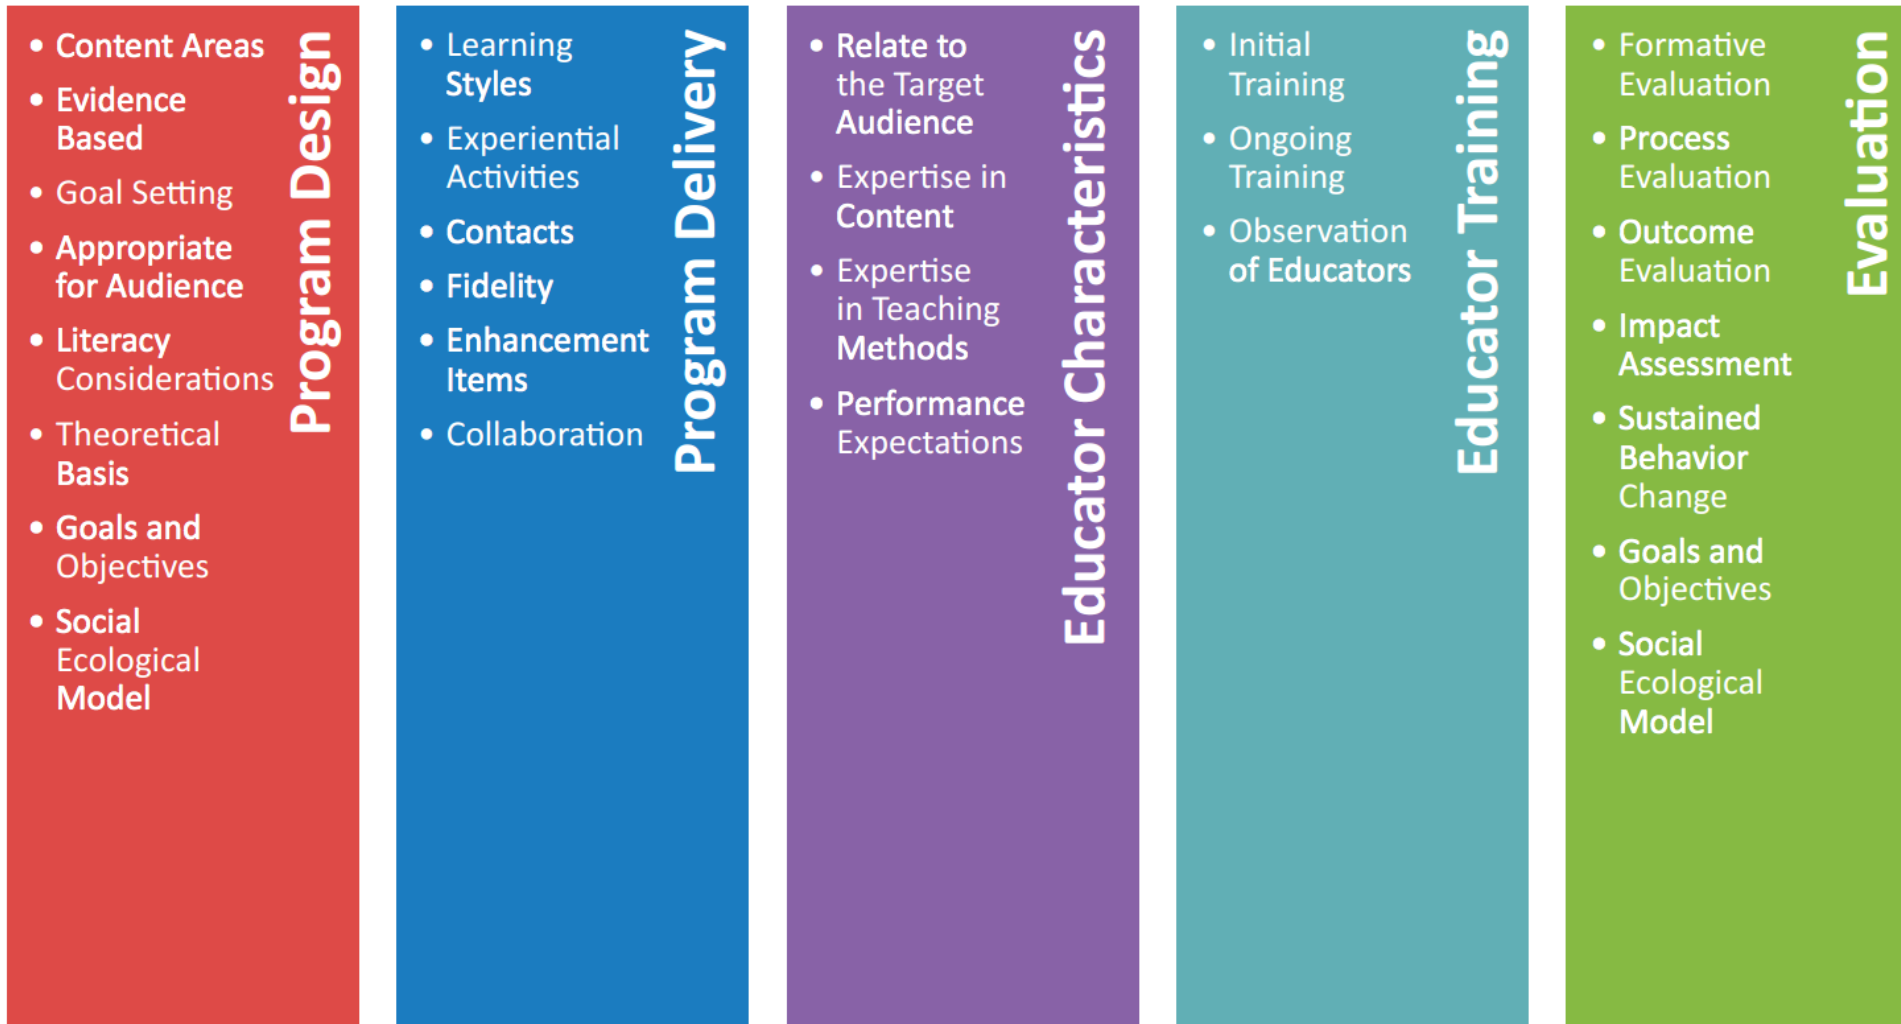 Program Design
• Content Areas
• Evidence
Based
• Goal Setting
• Appropriate
for Audience
• Literacy
Considerations
• Theoretical
Basis
• Goals and
Objectives
• Social
Ecological
Model
Program Delivery
• Learning
Styles
• Experiential
Activities
• Contacts
• Fidelity
• Enhancement
Items
• Collaboration
Educator Characteristics
• Relate to
the Target
Audience
• Expertise in
Content
• Expertise
in Teaching
Methods
• Performance
Expectations
Educator Training
• Initial
Training
• Ongoing
Training
• Observation
of Educators
Evaluation
• Formative
Evaluation
• Process
Evaluation
• Outcome
Evaluation
• Impact
Assessment
• Sustained
Behavior
Change
• Goals and
Objectives
• Social
Ecological
Model